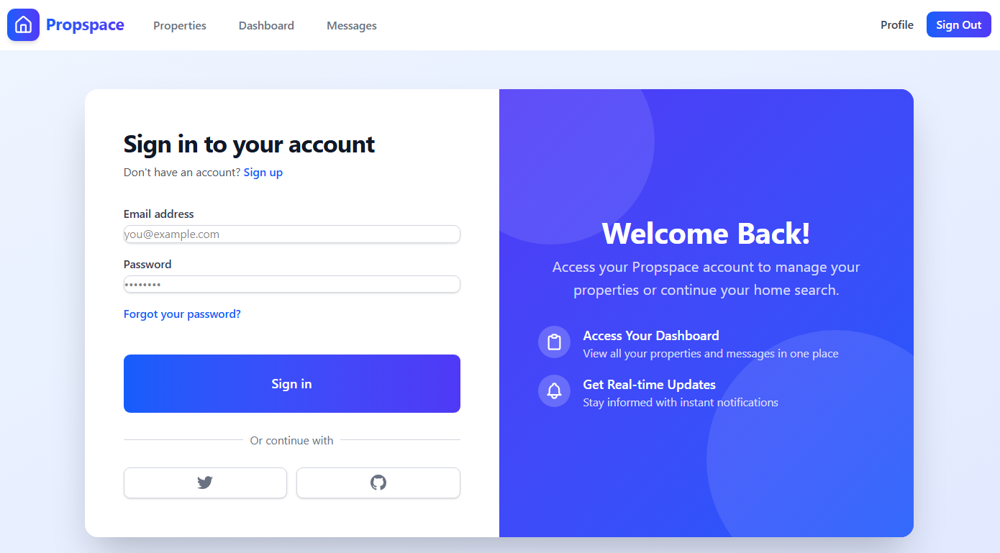 Propspace
Properties
Dashboard
Messages
Profile
Sign Out
Sign in to your account
Don't have an account? Sign up
Email address
you@example.com
Password
••••••••
Forgot your password?
Sign in
Or continue with
Welcome Back!
Access your Propspace account to manage your
properties or continue your home search.
Access Your Dashboard
View all your properties and messages in one place
Get Real-time Updates
Stay informed with instant notifications